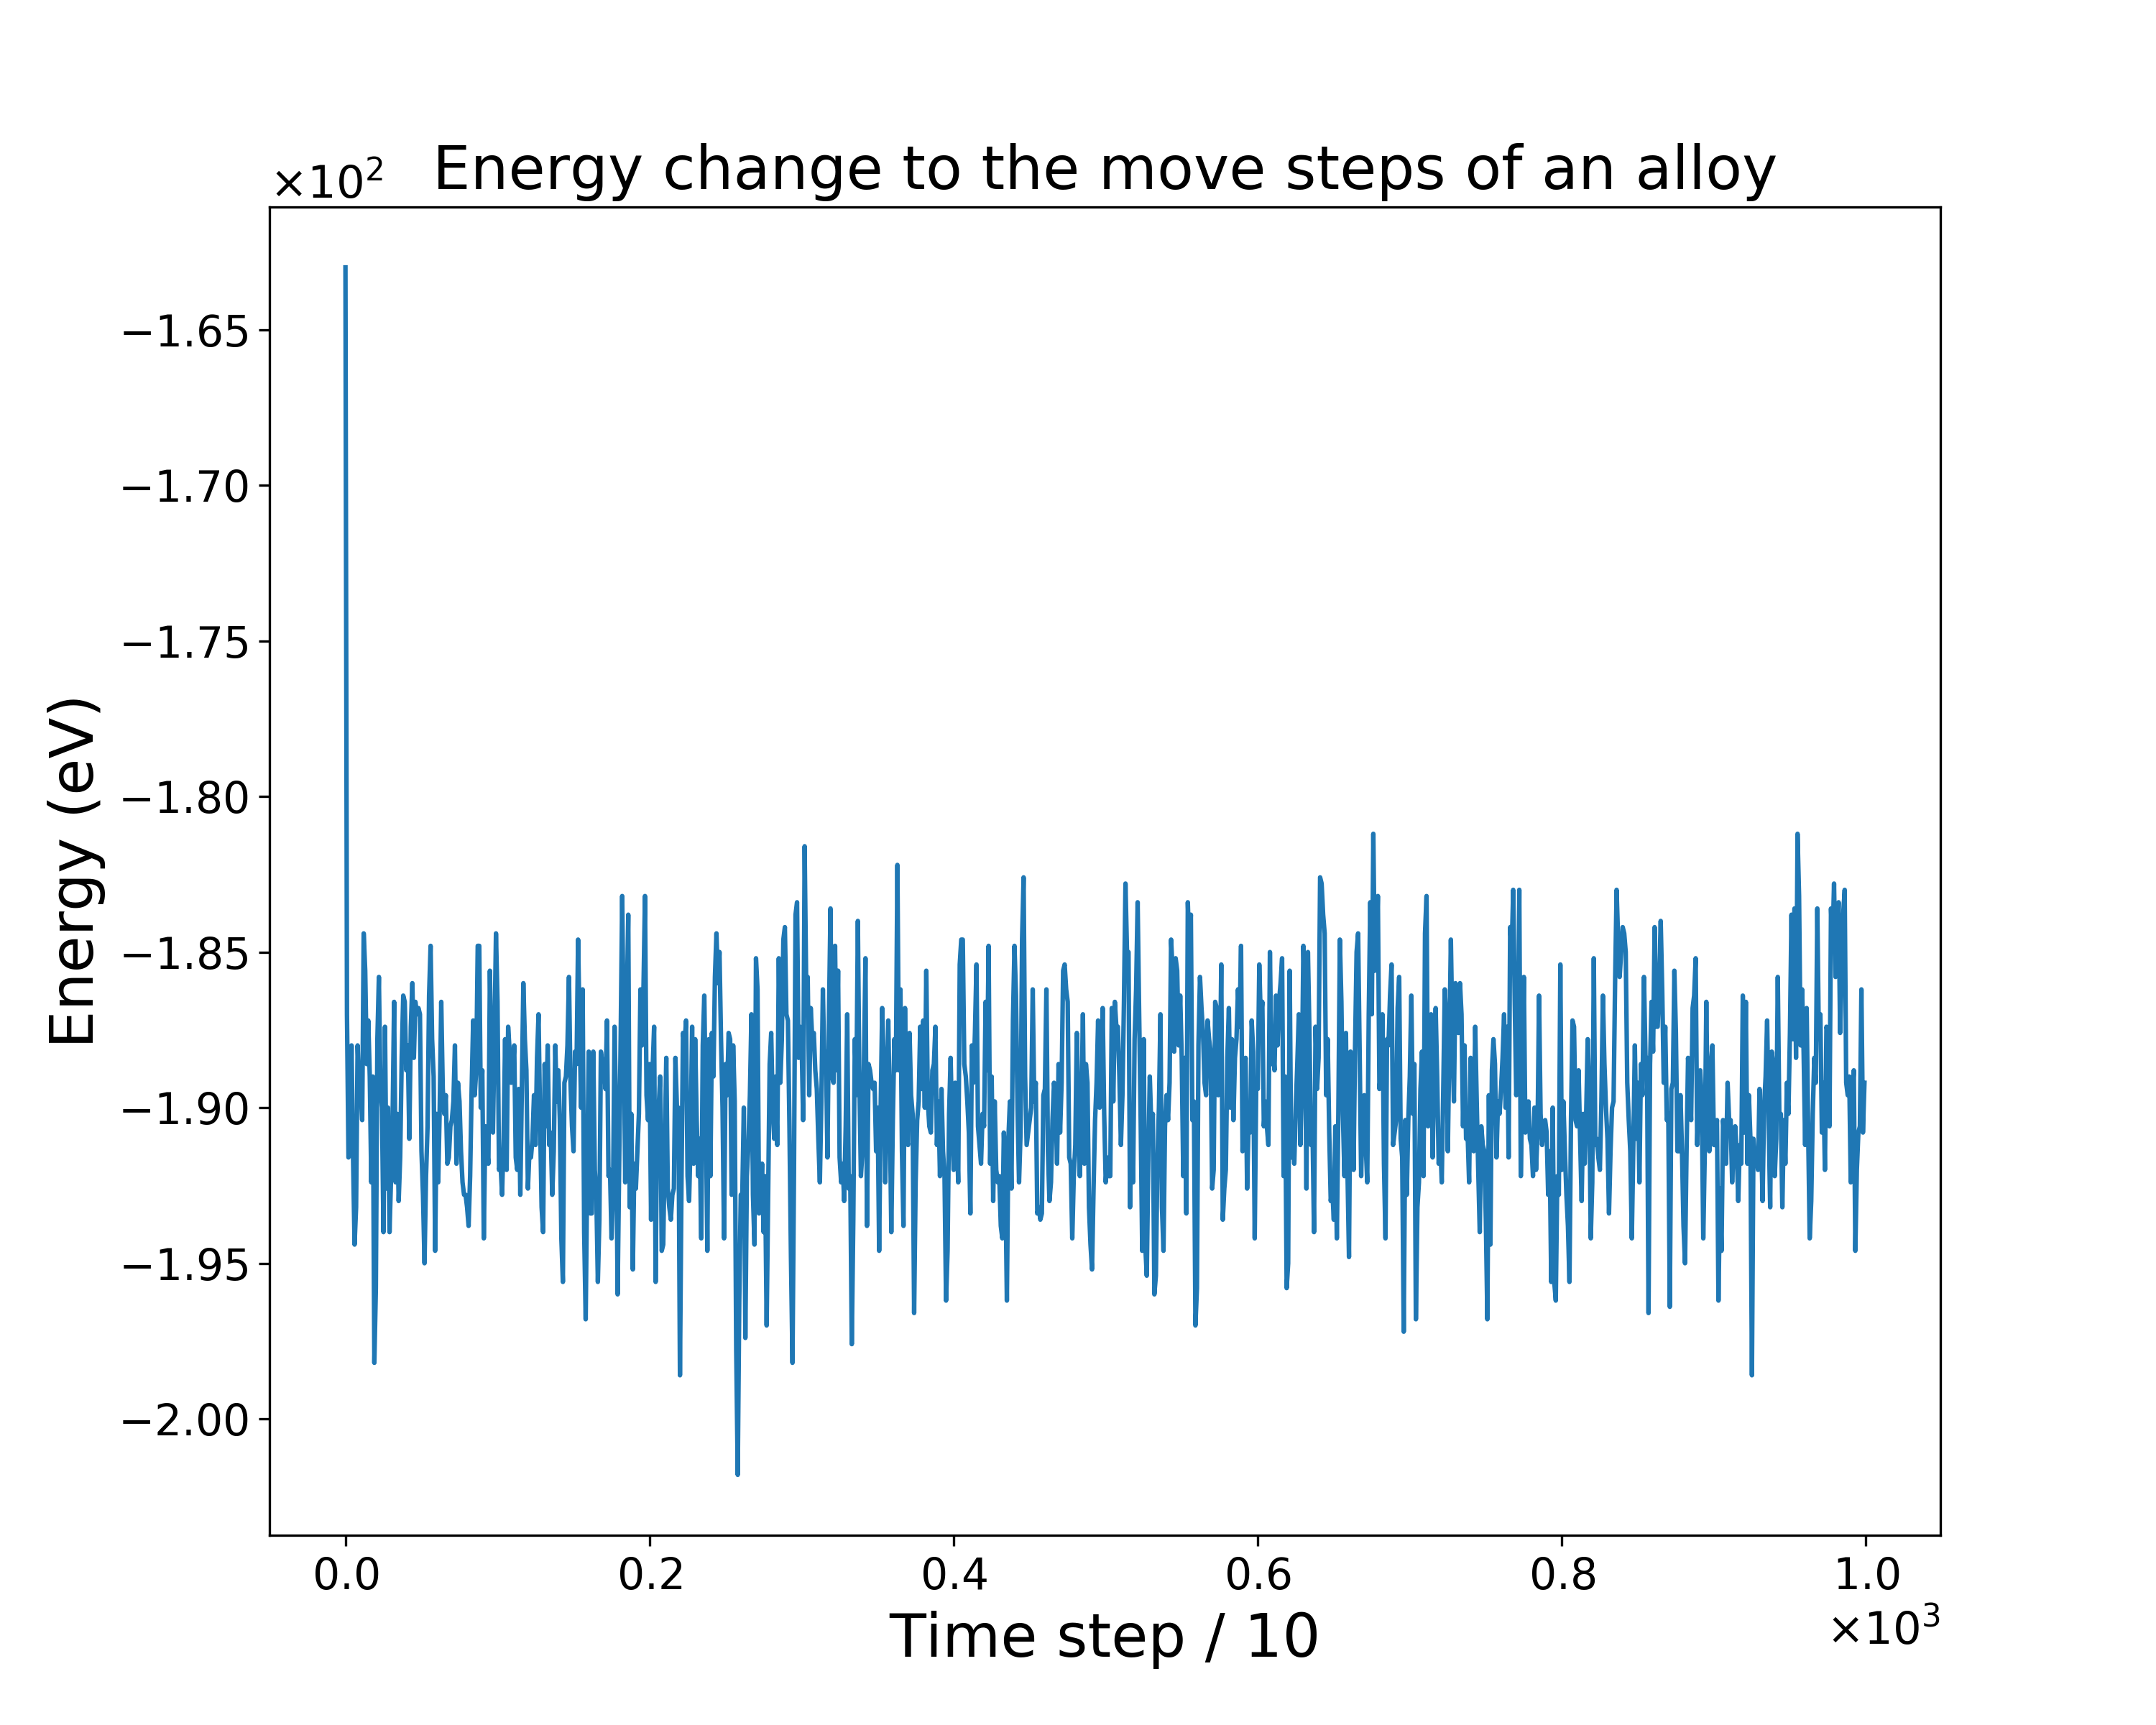 Energy change to the move steps of an alloy
×10²
−1.65
−1.70
−1.75
−1.80
−1.85
−1.90
−1.95
−2.00
Energy (eV)
0.0 0.2 0.4 0.6 0.8 1.0
×10³
Time step / 10